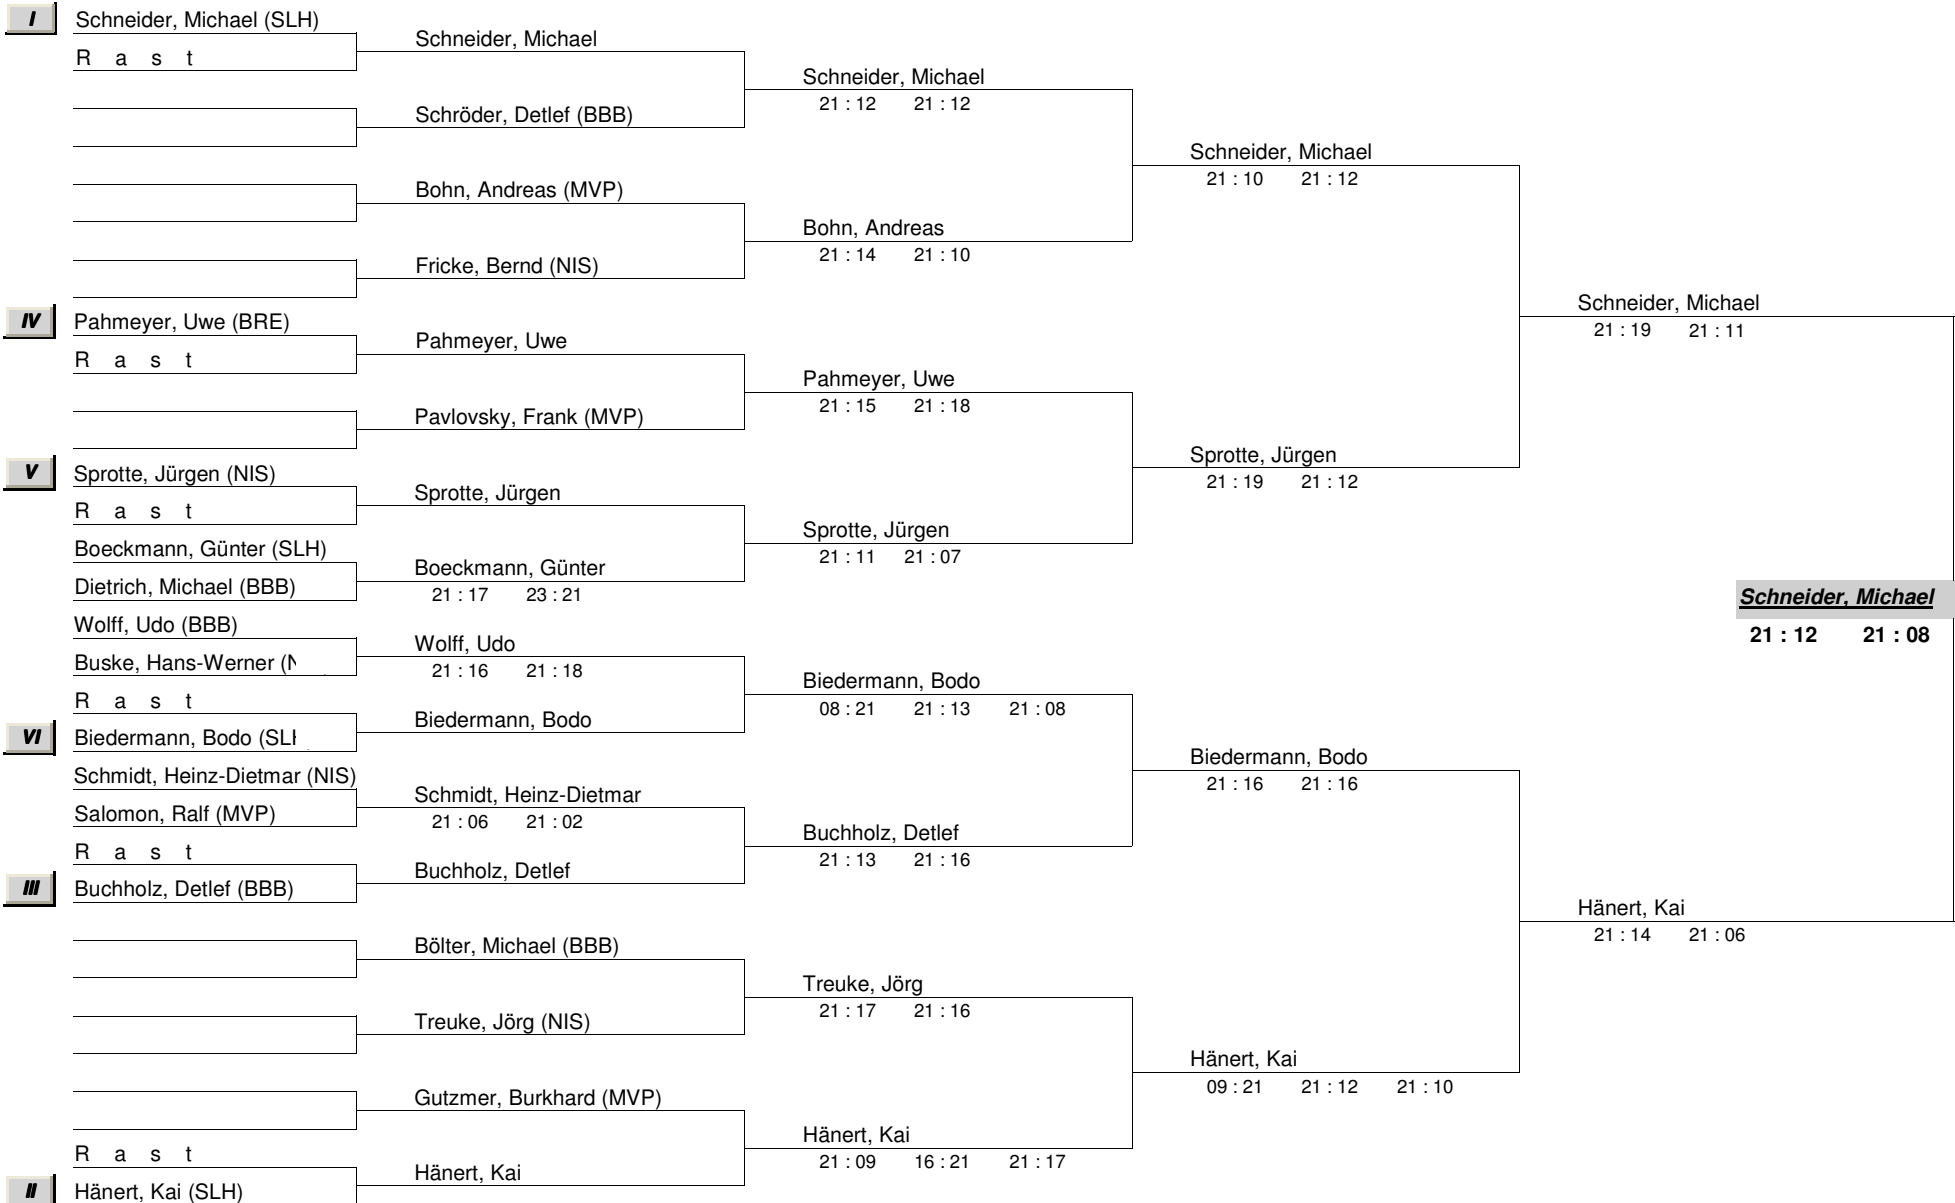 I Schneider, Michael (SLH)
R a s t
Schneider, Michael
Schröder, Detlef (BBB)
Schneider, Michael
21 : 12 21 : 12
Bohn, Andreas (MVP)
Fricke, Bernd (NIS)
Bohn, Andreas
21 : 14 21 : 10
Schneider, Michael
21 : 10 21 : 12
IV Pahmeyer, Uwe (BRE)
R a s t
Pahmeyer, Uwe
Pavlovsky, Frank (MVP)
Pahmeyer, Uwe
21 : 15 21 : 18
V Sprotte, Jürgen (NIS)
R a s t
Sprotte, Jürgen
Boeckmann, Günter (SLH)
Dietrich, Michael (BBB)
Boeckmann, Günter
21 : 17 23 : 21
Sprotte, Jürgen
21 : 11 21 : 07
Sprotte, Jürgen
21 : 19 21 : 12
Schneider, Michael
21 : 19 21 : 11
Wolff, Udo (BBB)
Buske, Hans-Werner
Wolff, Udo
21 : 16 21 : 18
R a s t
VI Biedermann, Bodo
Biedermann, Bodo
Biedermann, Bodo
08 : 21 21 : 13 21 : 08
Schmidt, Heinz-Dietmar (NIS)
Salomon, Ralf (MVP)
Schmidt, Heinz-Dietmar
21 : 06 21 : 02
R a s t
III Buchholz, Detlef (BBB)
Buchholz, Detlef
Buchholz, Detlef
21 : 13 21 : 16
Biedermann, Bodo
21 : 16 21 : 16
Bölter, Michael (BBB)
Treuke, Jörg (NIS)
Treuke, Jörg
21 : 17 21 : 16
Gutzmer, Burkhard (MVP)
R a s t
II Hänert, Kai (SLH)
Hänert, Kai
Hänert, Kai
21 : 09 16 : 21 21 : 17
Hänert, Kai
09 : 21 21 : 12 21 : 10
Hänert, Kai
21 : 14 21 : 06
Schneider, Michael
21 : 12 21 : 08